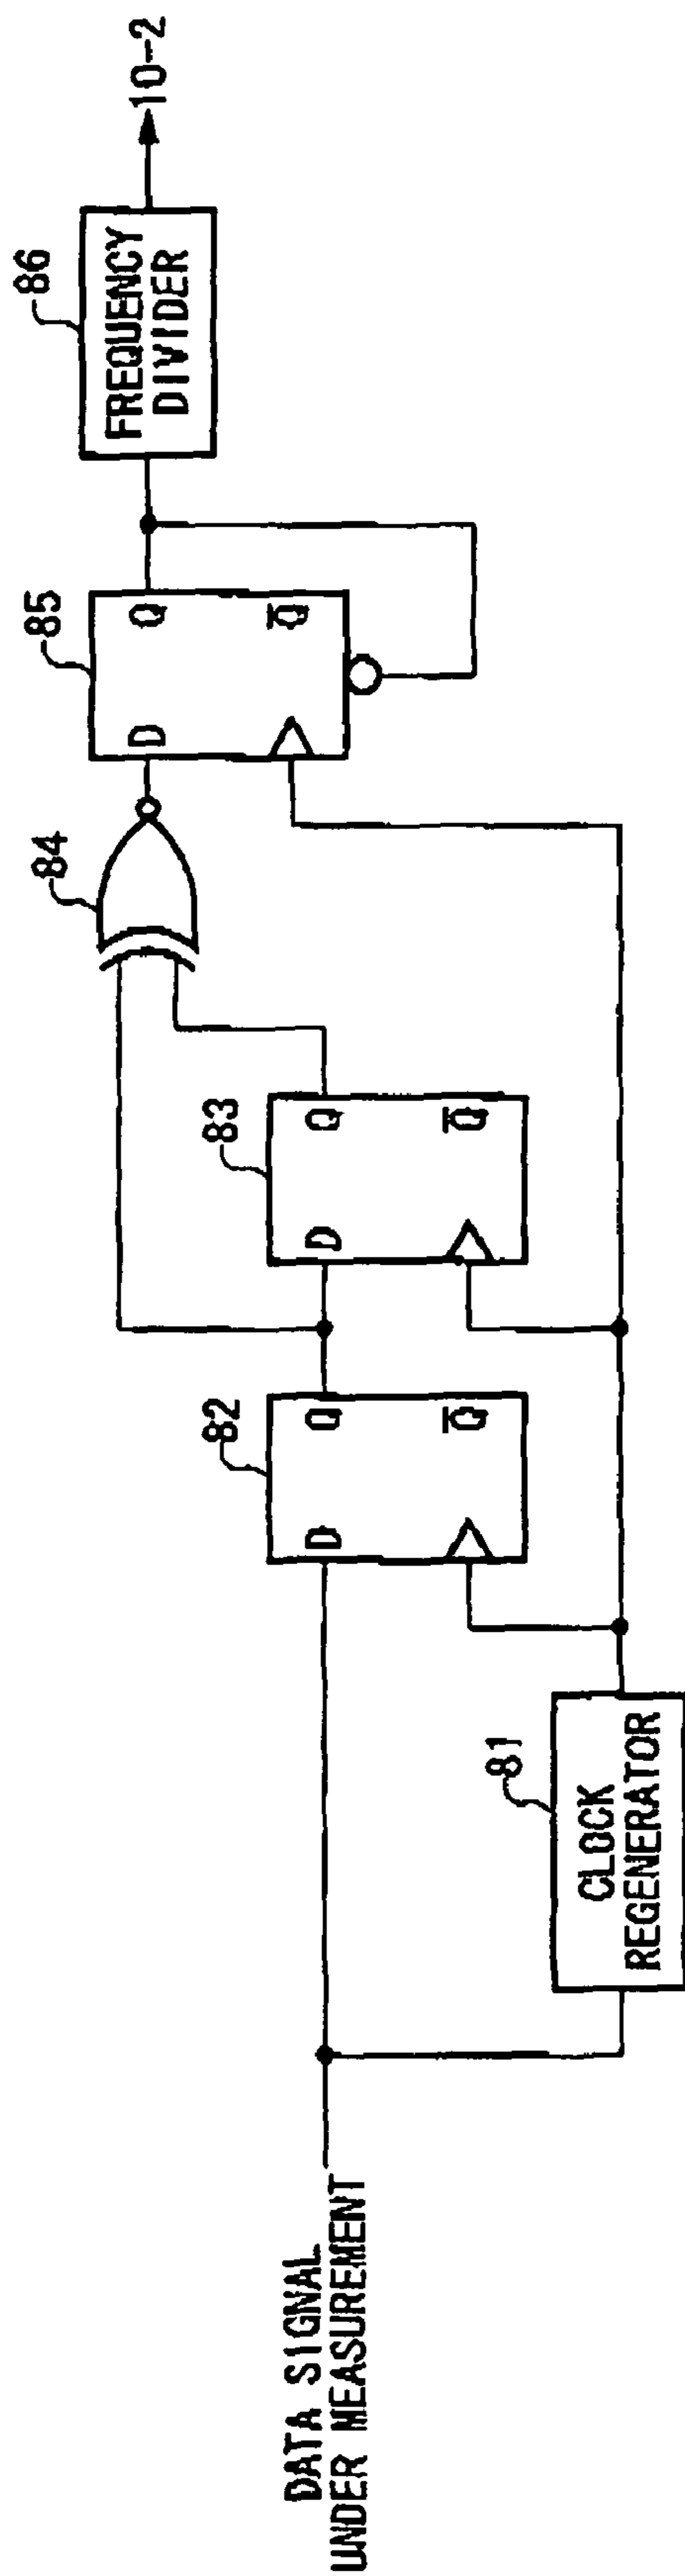 DATA SIGNAL
UNDER MEASUREMENT
81
CLOCK
REGENERATOR
82
D
Q
Q̅
83
D
Q
Q̅
84
85
D
Q
Q̅
86
FREQUENCY
DIVIDER
10-2